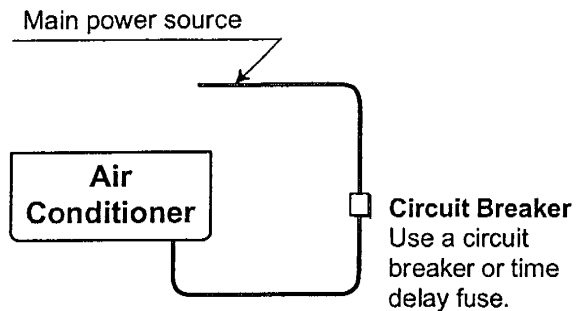 Main power source
Air
Conditioner
Circuit Breaker
Use a circuit
breaker or time
delay fuse.